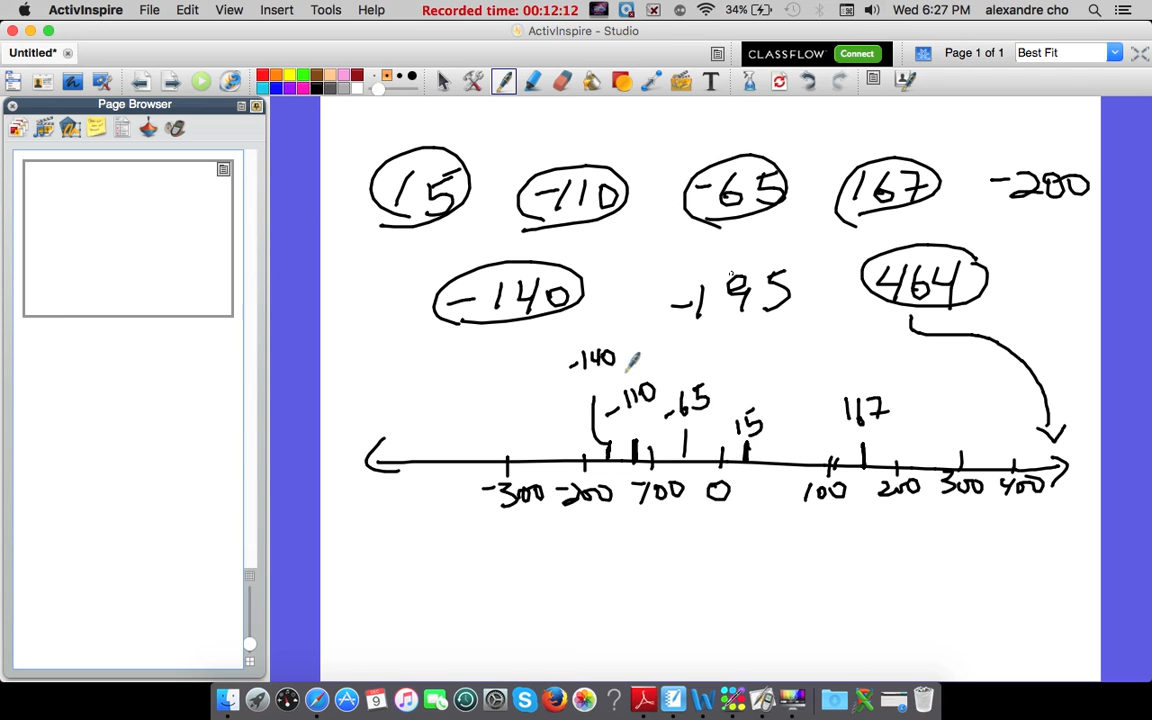 ActivInspire File Edit View Insert Tools Help Recorded time: 00:12:12 34% Wed 6:27 PM alexandre cho
ActivInspire - Studio
Untitled* CLASSFLOW Connect Page 1 of 1 Best Fit
Page Browser
15 -110 -65 167 -200
-140 -195 464
-140
-110 -65 15 167
-300 -200 -100 0 100 200 300 400